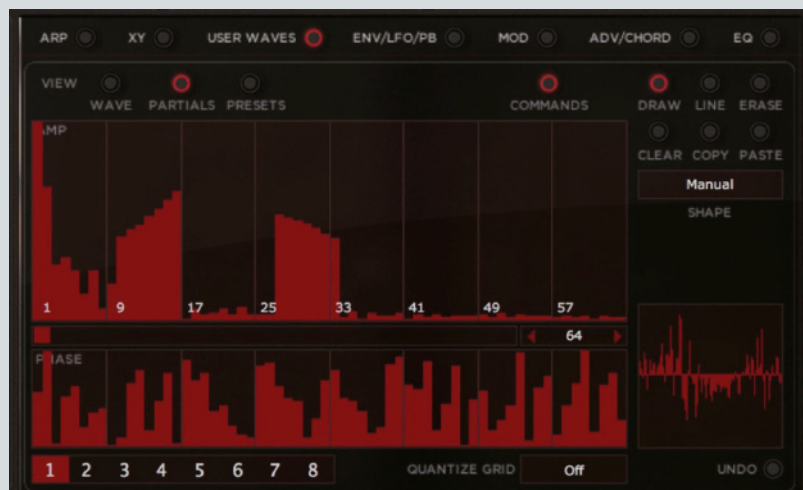 ARP XY USER WAVES ENV/LFO/PB MOD ADV/CHORD EQ
VIEW
WAVE PARTIALS PRESETS COMMANDS DRAW LINE ERASE
AMP
CLEAR COPY PASTE
Manual
SHAPE
1 9 17 25 33 41 49 57
64
PHASE
1 2 3 4 5 6 7 8 QUANTIZE GRID Off UNDO